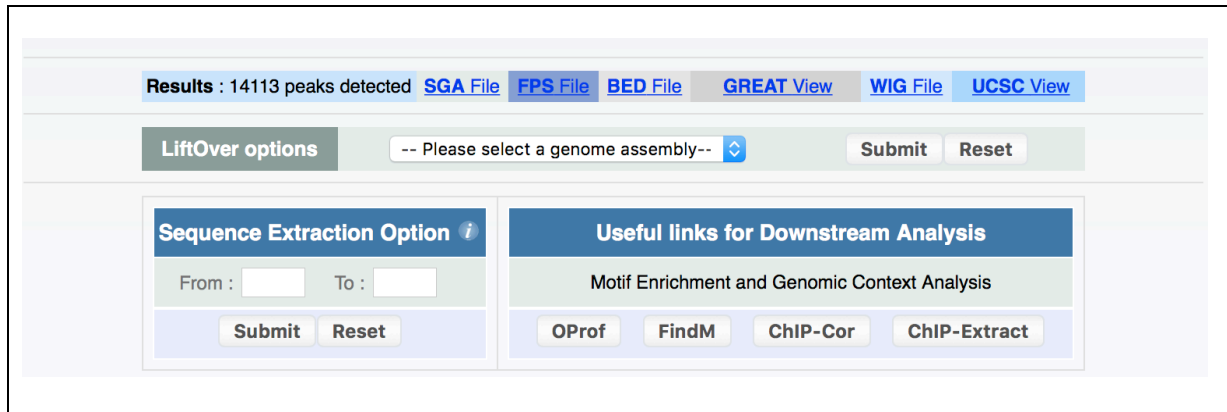 Results : 14113 peaks detected SGA File FPS File BED File GREAT View WIG File UCSC View
LiftOver options -- Please select a genome assembly-- Submit Reset
Sequence Extraction Option i
From : To :
Submit Reset
Useful links for Downstream Analysis
Motif Enrichment and Genomic Context Analysis
OProf FindM ChIP-Cor ChIP-Extract